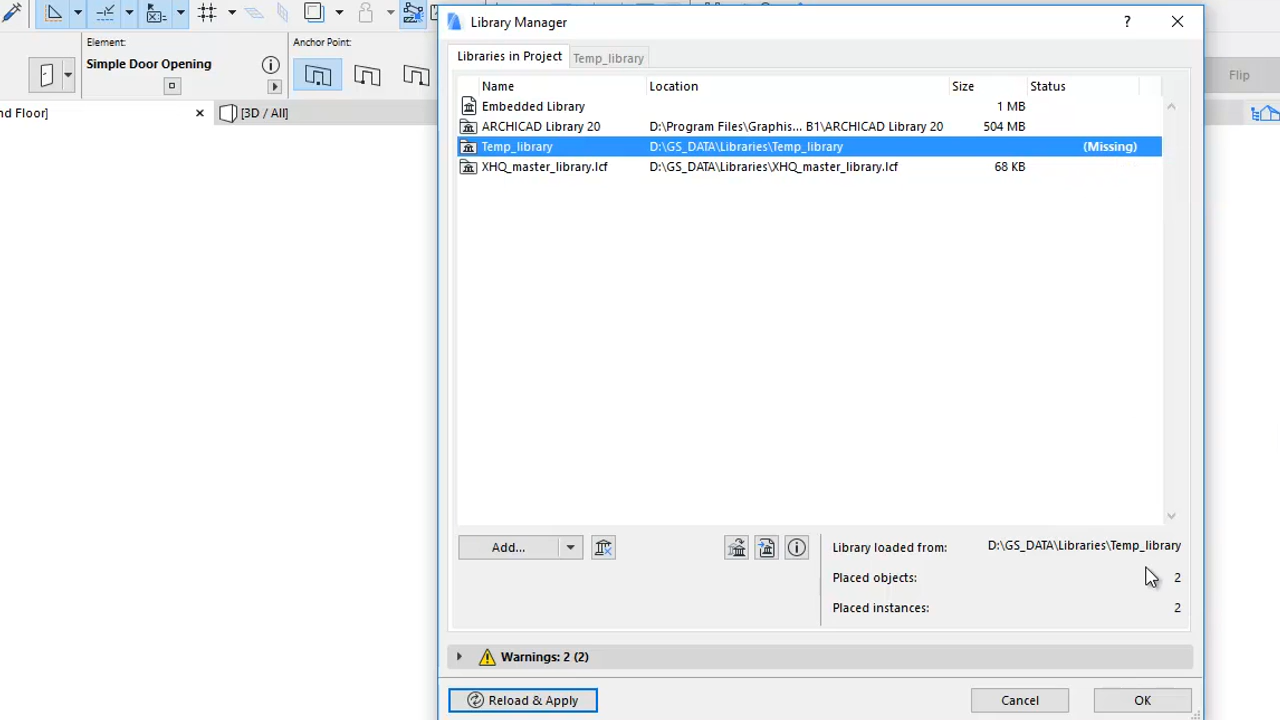 Library Manager
?
Libraries in Project
Temp_library
Element:
Anchor Point:
Simple Door Opening
Flip
nd Floor]
[3D / All]
Name Location Size Status
Embedded Library 1 MB
ARCHICAD Library 20 D:\Program Files\Graphis... B1\ARCHICAD Library 20 504 MB
Temp_library D:\GS_DATA\Libraries\Temp_library (Missing)
XHQ_master_library.lcf D:\GS_DATA\Libraries\XHQ_master_library.lcf 68 KB
Add...
Library loaded from: D:\GS_DATA\Libraries\Temp_library
Placed objects: 2
Placed instances: 2
Warnings: 2 (2)
Reload & Apply
Cancel
OK